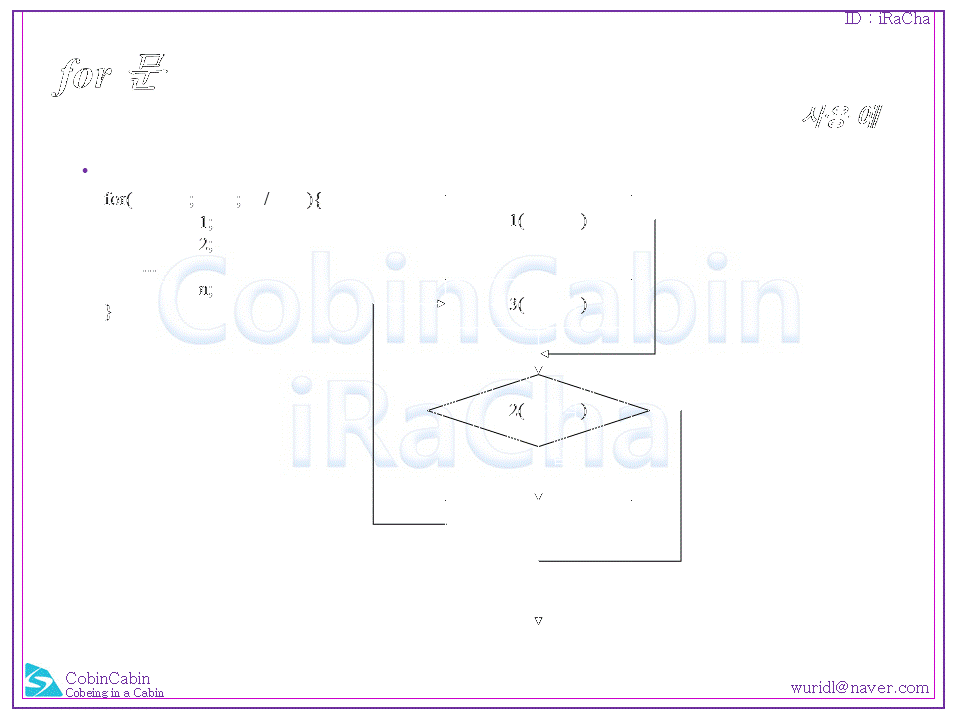 ID : iRaCha
for 문
사용 예
•
for( ; ; / ){
1;
2;
......
n;
}
1( )
3( )
2( )
CobinCabin
iRaCha
CobinCabin
Cobeing in a Cabin
wuridl@naver.com